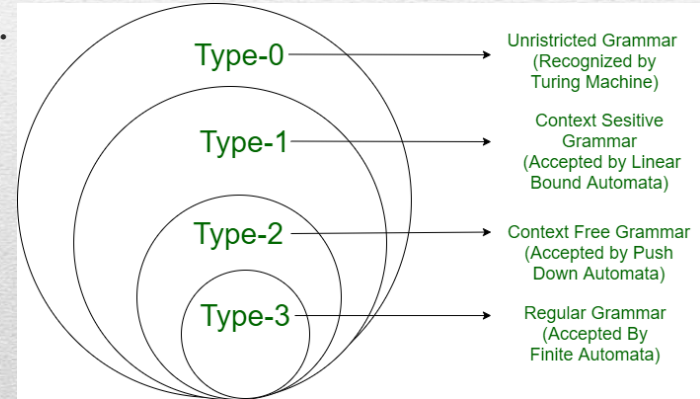 Type-0
Unristricted Grammar
(Recognized by
Turing Machine)
Type-1
Context Sesitive
Grammar
(Accepted by Linear
Bound Automata)
Type-2
Context Free Grammar
(Accepted by Push
Down Automata)
Type-3
Regular Grammar
(Accepted By
Finite Automata)